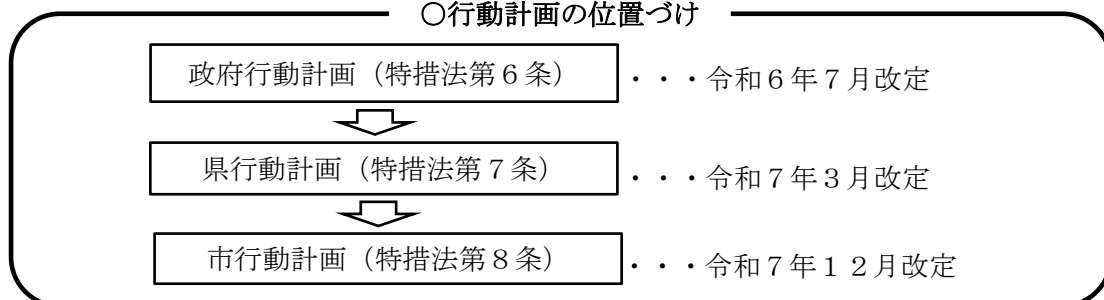 〇行動計画の位置づけ
政府行動計画（特措法第６条）・・・令和６年７月改定
県行動計画（特措法第７条）・・・令和７年３月改定
市行動計画（特措法第８条）・・・令和７年１２月改定